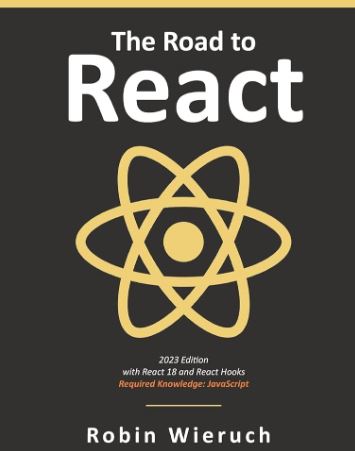 The Road to
React
2023 Edition
with React 18 and React Hooks
Required Knowledge: JavaScript
Robin Wieruch